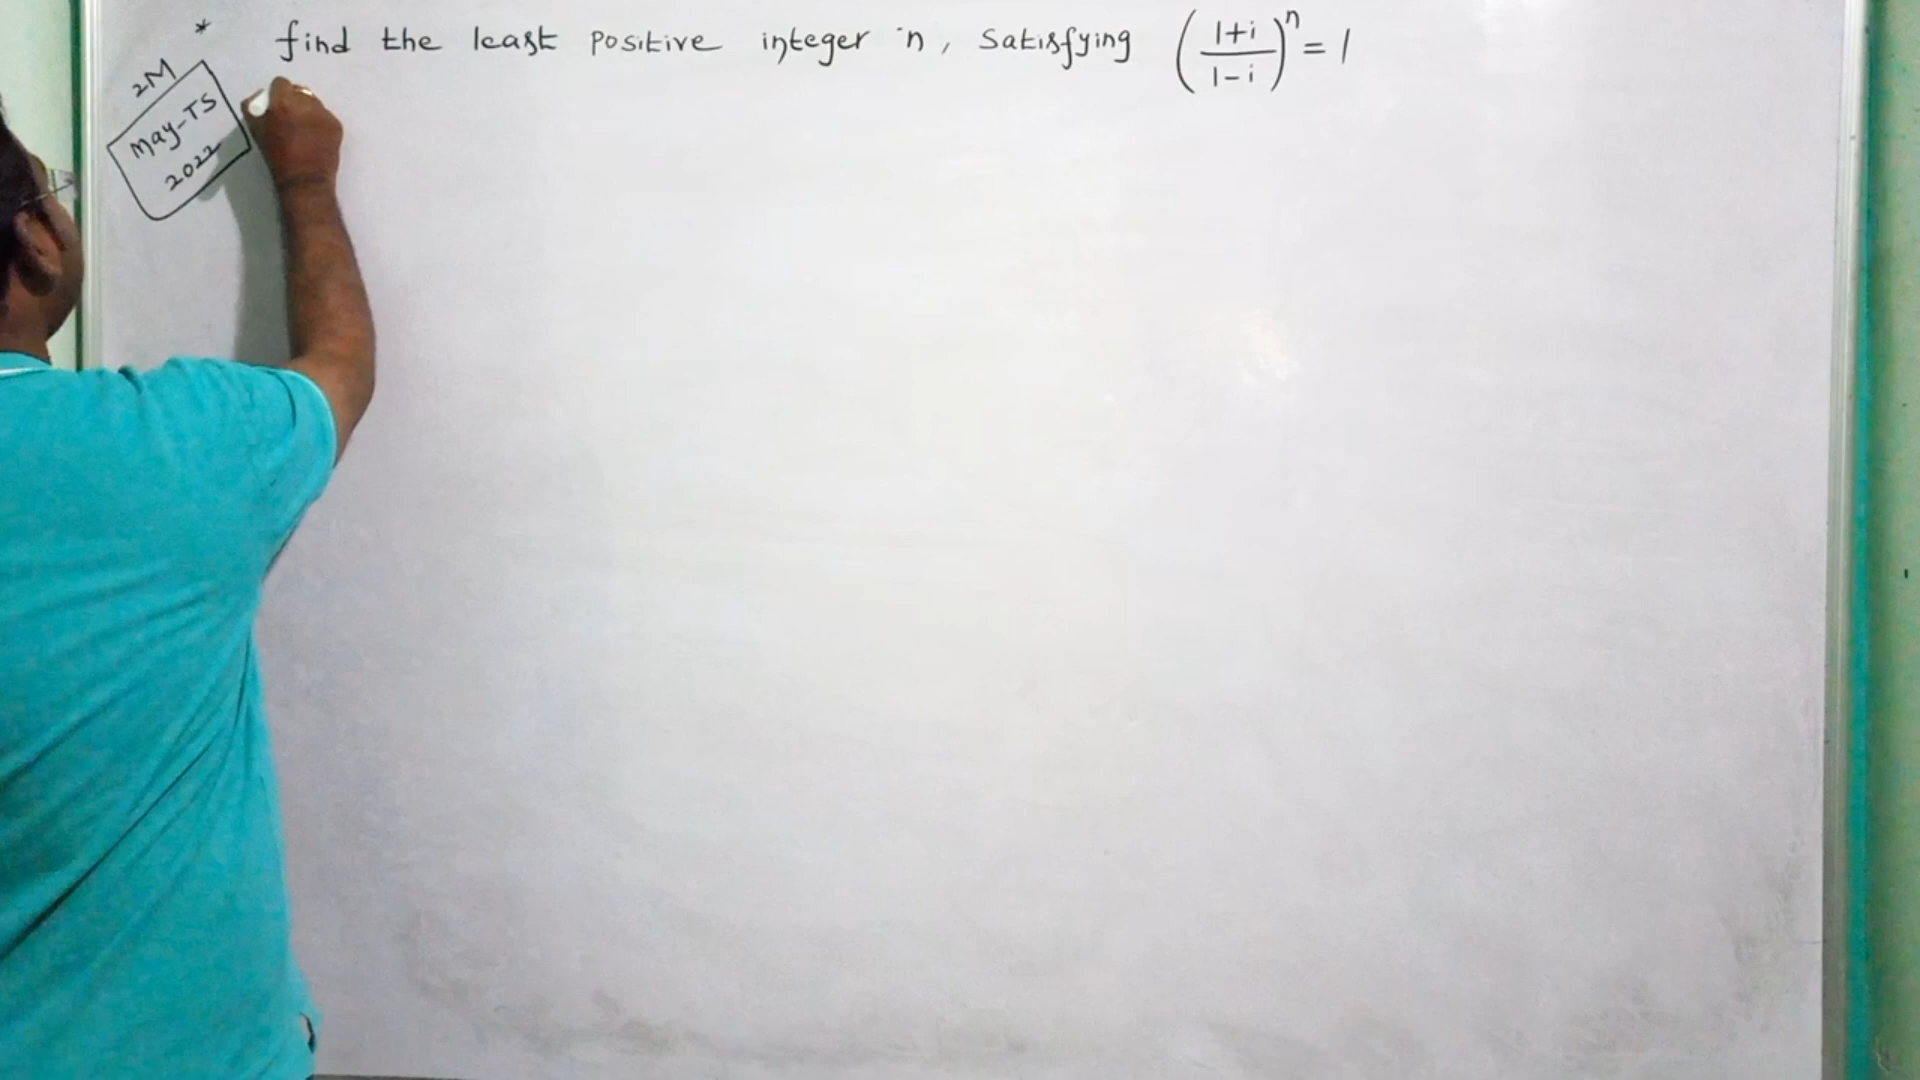 * find the least positive integer 'n, satisfying ((1+i)/(1-i))^n = 1
2M
May-TS
2022